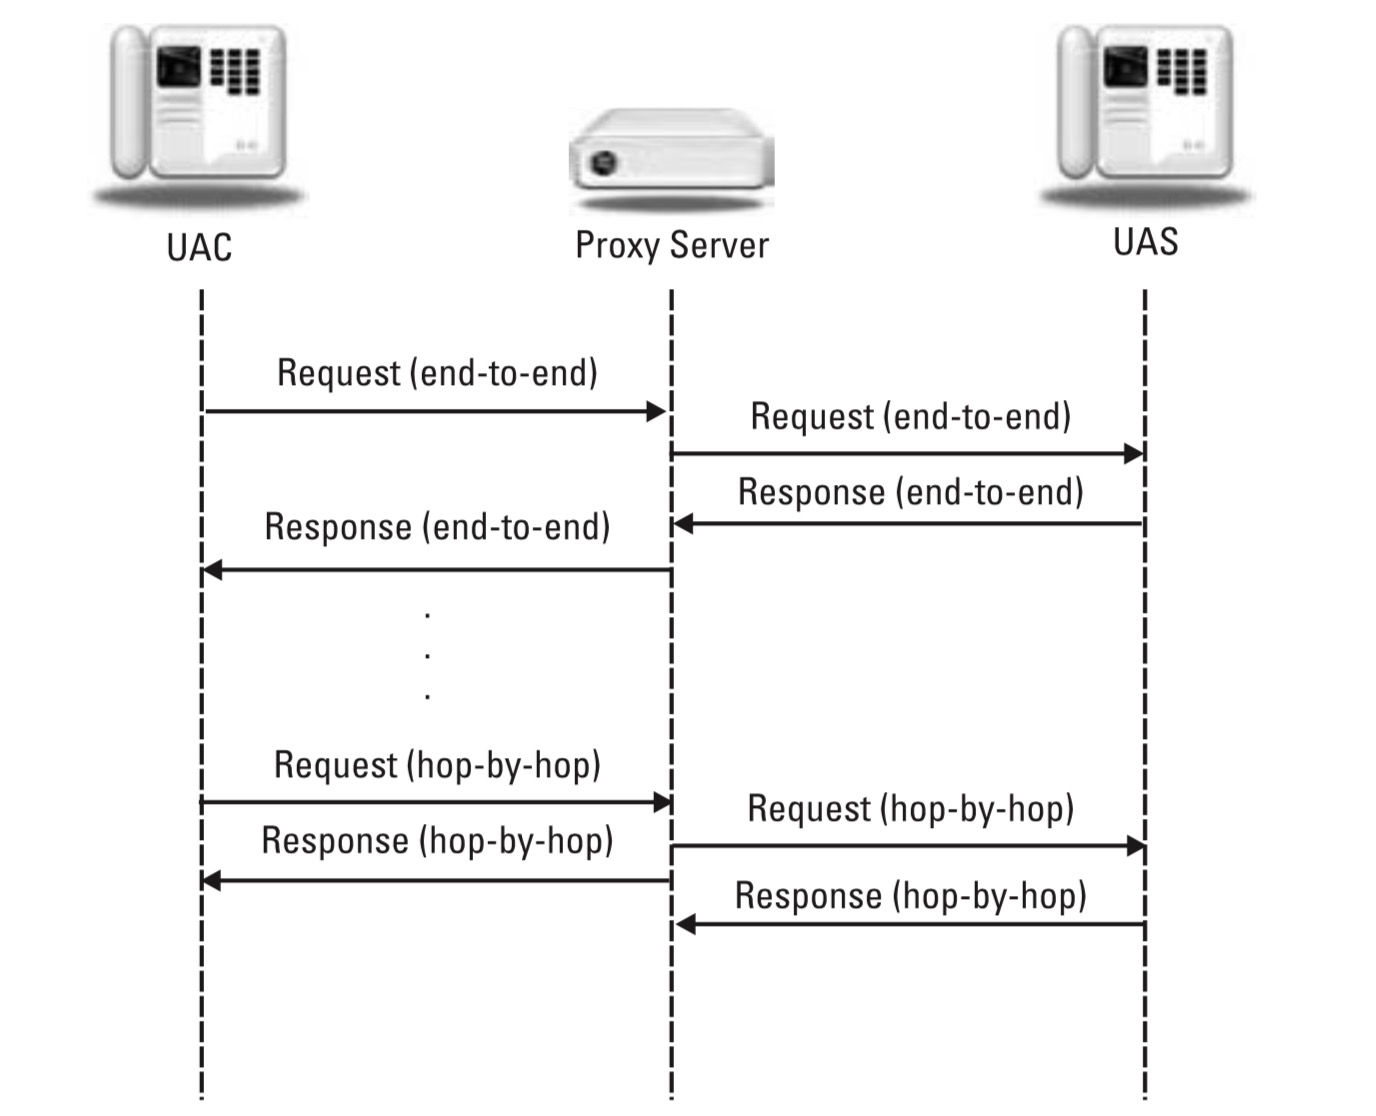 UAC
Proxy Server
UAS
Request (end-to-end)
Request (end-to-end)
Response (end-to-end)
Response (end-to-end)
.
.
.
Request (hop-by-hop)
Request (hop-by-hop)
Response (hop-by-hop)
Response (hop-by-hop)